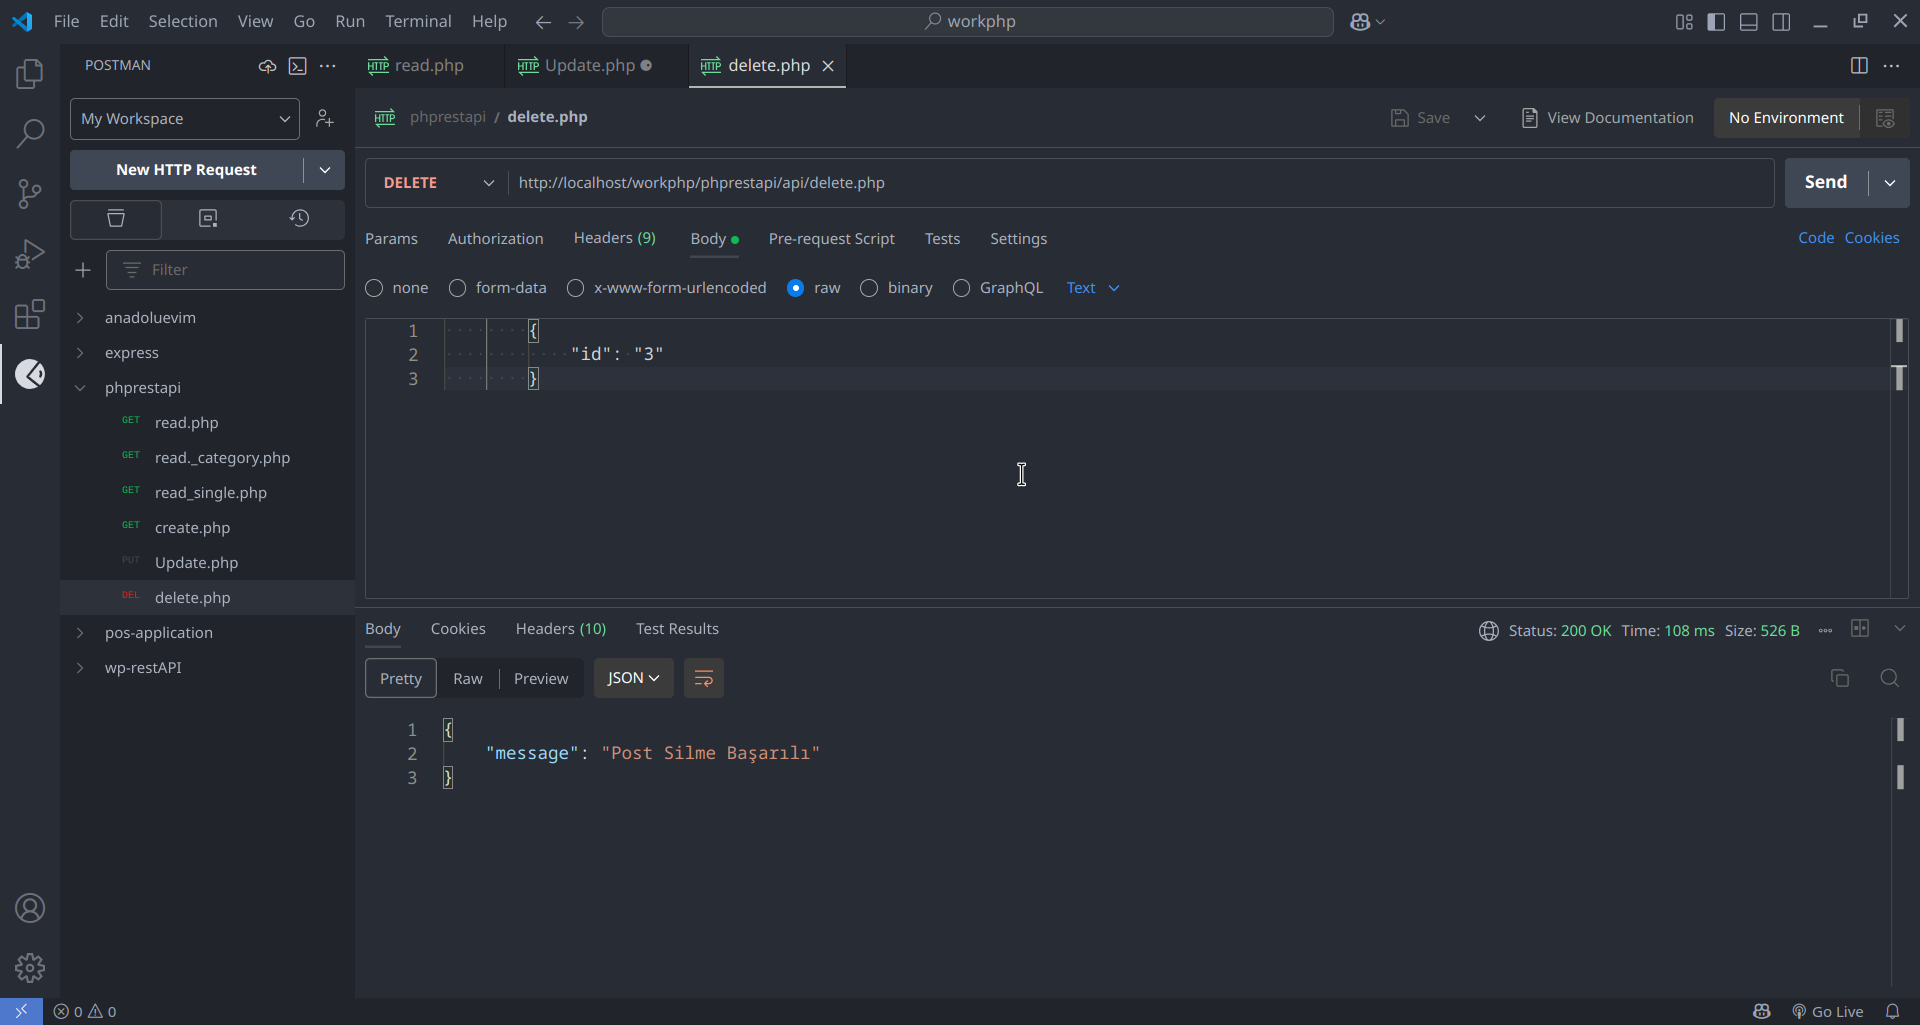 File Edit Selection View Go Run Terminal Help
workphp
POSTMAN
read.php
Update.php
delete.php
My Workspace
phprestapi / delete.php
Save
View Documentation
No Environment
New HTTP Request
DELETE
http://localhost/workphp/phprestapi/api/delete.php
Send
Params Authorization Headers (9) Body Pre-request Script Tests Settings
Code Cookies
Filter
none form-data x-www-form-urlencoded raw binary GraphQL Text
anadoluevim
express
phprestapi
GET read.php
GET read._category.php
GET read_single.php
GET create.php
PUT Update.php
DEL delete.php
pos-application
wp-restAPI
1 {
2 "id": "3"
3 }
Body Cookies Headers (10) Test Results
Status: 200 OK Time: 108 ms Size: 526 B
Pretty Raw Preview JSON
1 {
2 "message": "Post Silme Başarılı"
3 }
0 0
Go Live